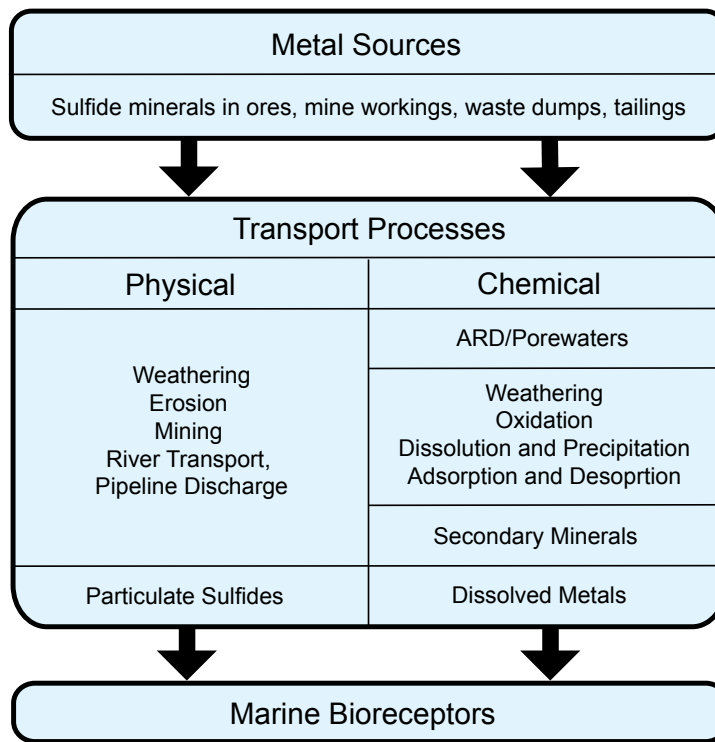 Metal Sources
Sulfide minerals in ores, mine workings, waste dumps, tailings
Transport Processes
Physical
Chemical
Weathering
Erosion
Mining
River Transport,
Pipeline Discharge
Particulate Sulfides
ARD/Porewaters
Weathering
Oxidation
Dissolution and Precipitation
Adsorption and Desoprtion
Secondary Minerals
Dissolved Metals
Marine Bioreceptors